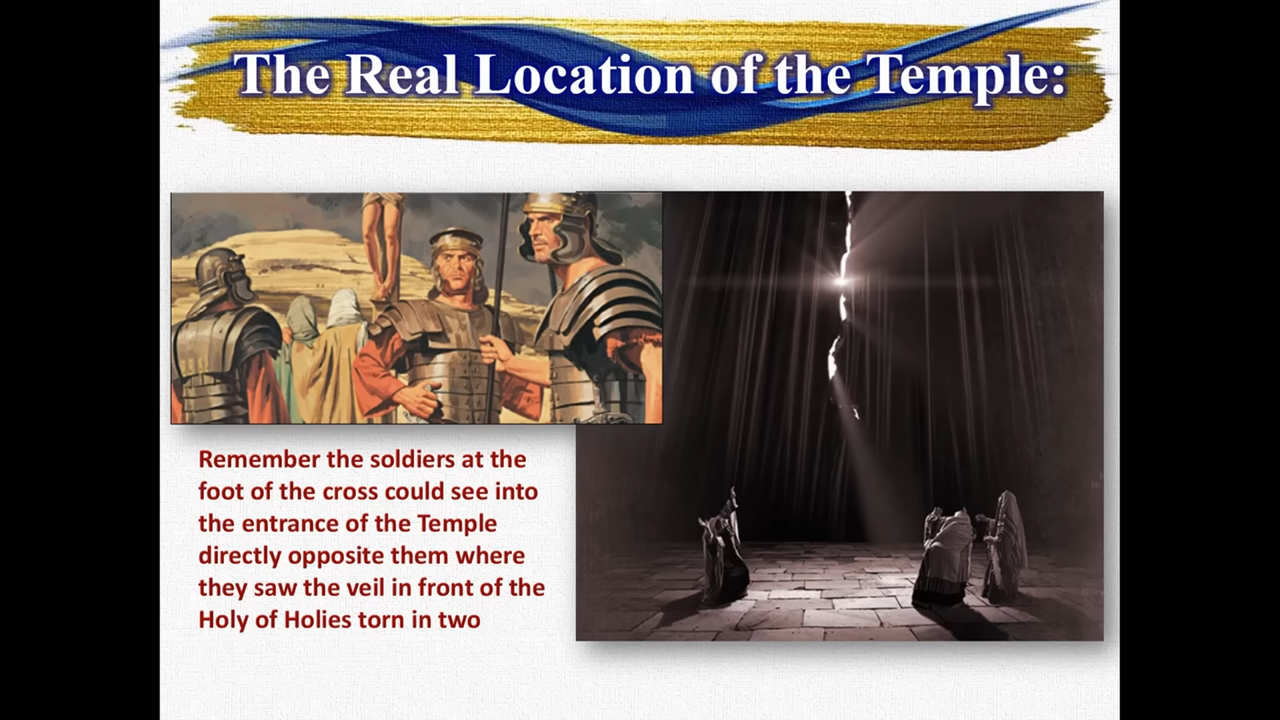 The Real Location of the Temple:
Remember the soldiers at the
foot of the cross could see into
the entrance of the Temple
directly opposite them where
they saw the veil in front of the
Holy of Holies torn in two